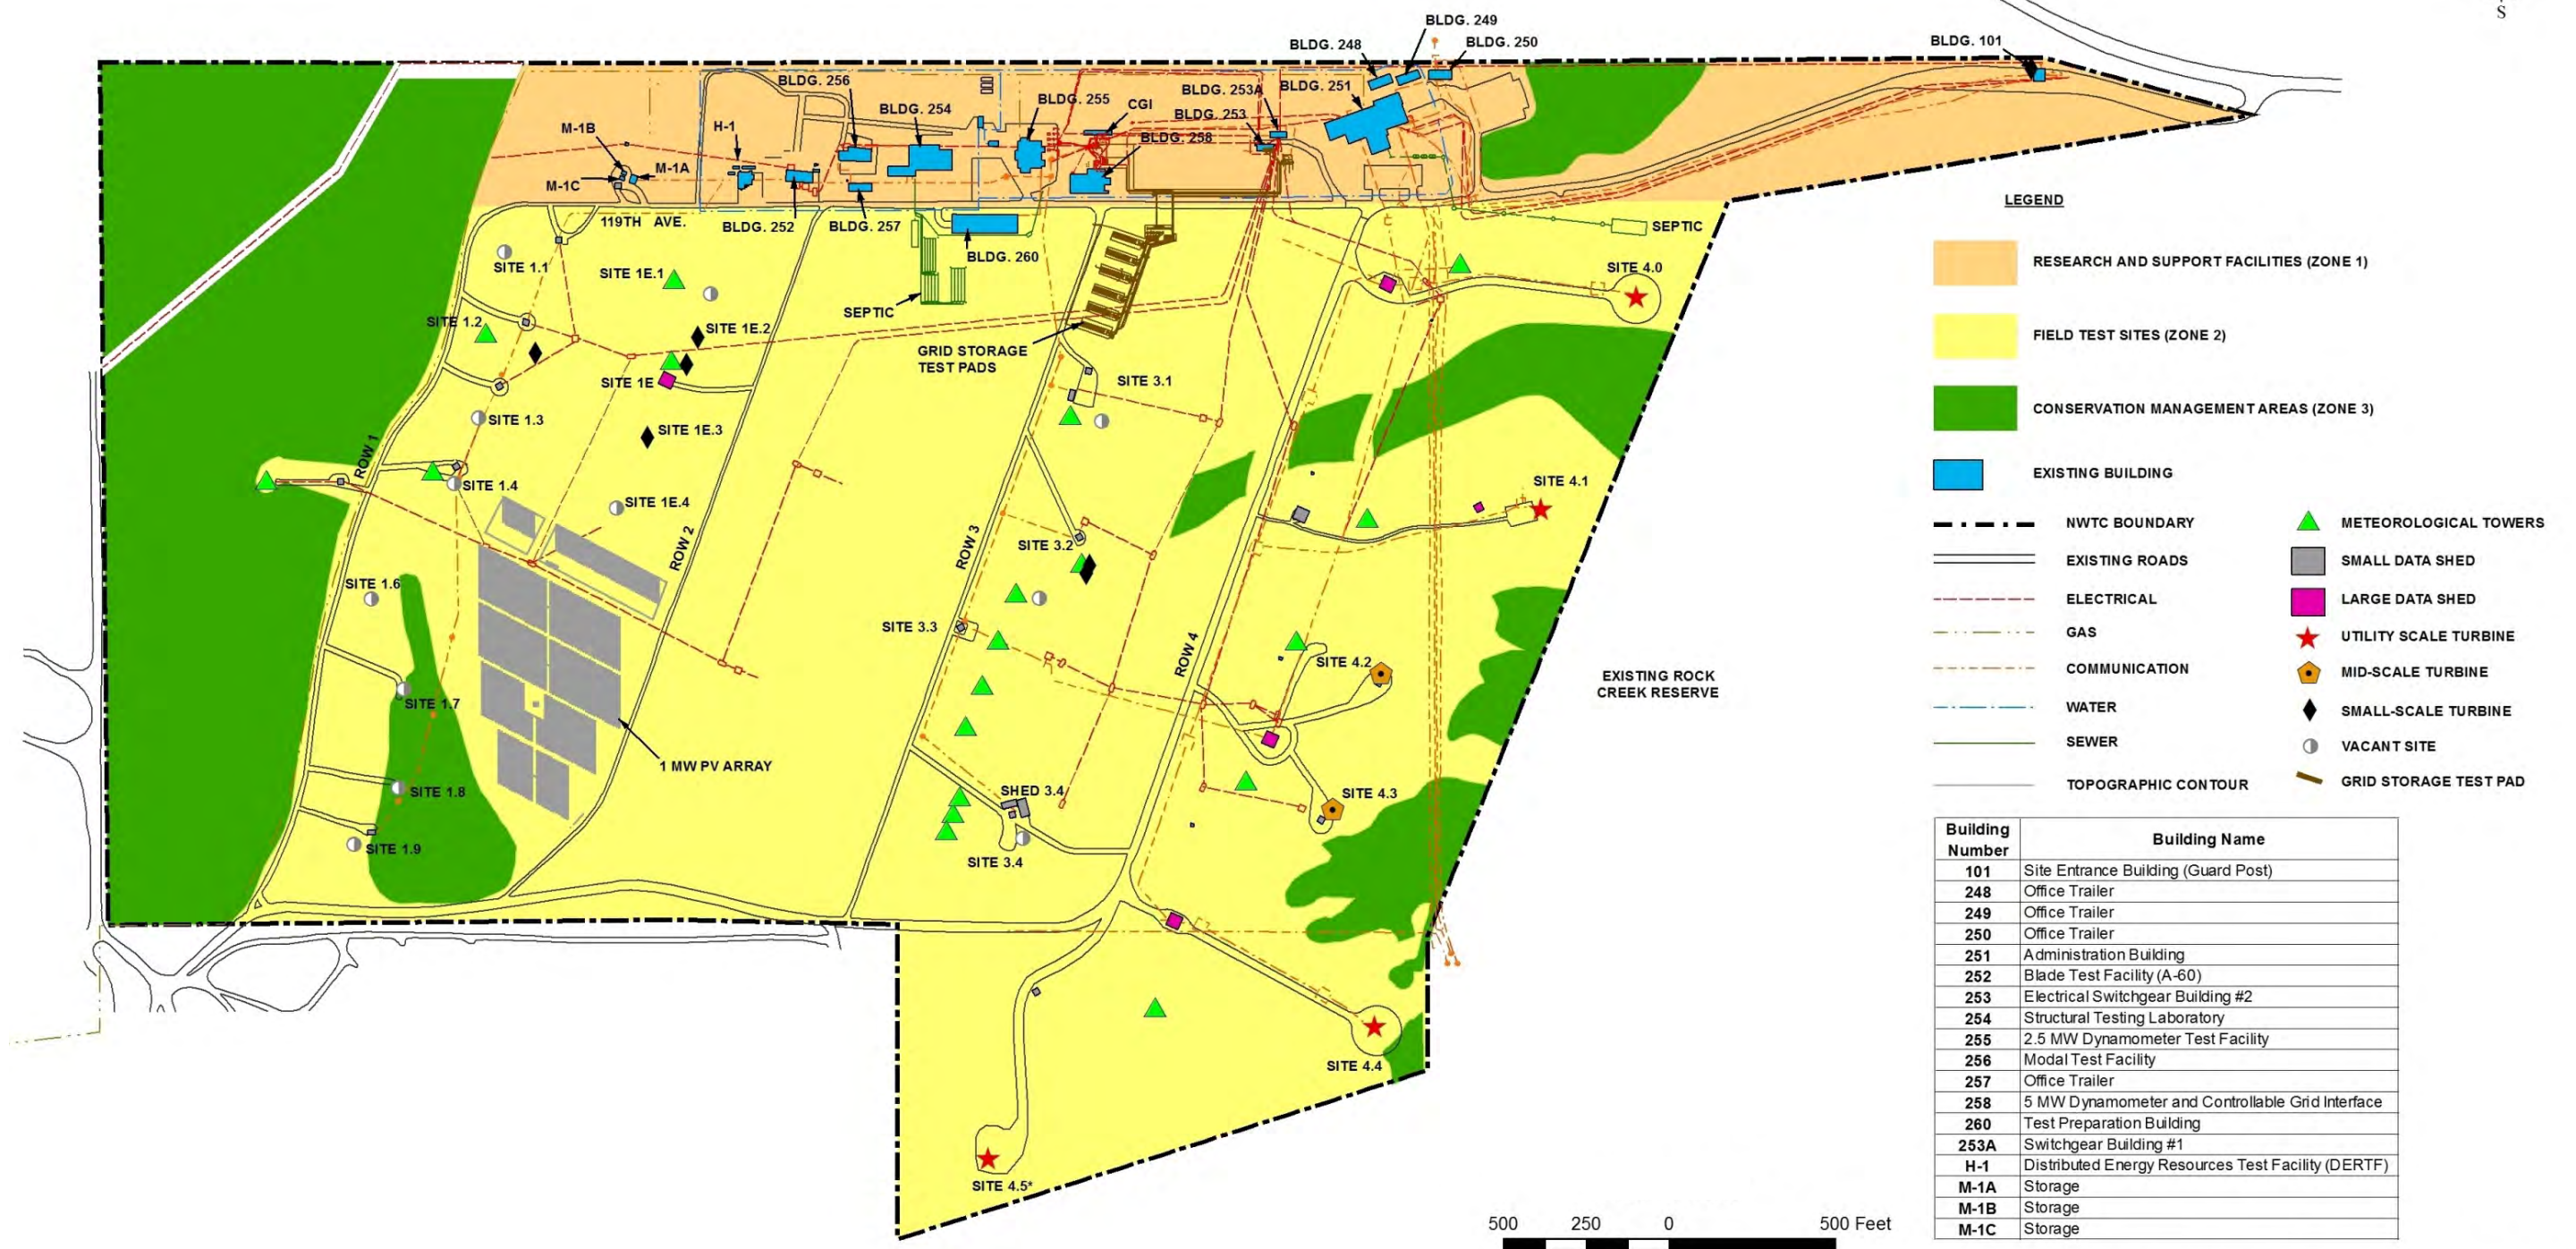 S
BLDG. 249
BLDG. 248
BLDG. 250
BLDG. 101
BLDG. 256
BLDG. 253A
BLDG. 251
BLDG. 254
BLDG. 255
CGI
BLDG. 253
M-1B
H-1
BLDG. 258
M-1A
M-1C
119TH AVE.
BLDG. 252
BLDG. 257
BLDG. 260
SEPTIC
SITE 1.1
SITE 1E.1
SITE 4.0
SEPTIC
SITE 1.2
SITE 1E.2
GRID STORAGE
TEST PADS
SITE 1E
SITE 3.1
SITE 1.3
SITE 1E.3
ROW 1
SITE 1.4
SITE 4.1
SITE 1E.4
ROW 2
ROW 3
SITE 3.2
SITE 1.6
SITE 3.3
ROW 4
SITE 4.2
EXISTING ROCK
CREEK RESERVE
SITE 1.7
1 MW PV ARRAY
SITE 1.8
SHED 3.4
SITE 4.3
SITE 1.9
SITE 3.4
SITE 4.4
SITE 4.5*
500 250 0 500 Feet
LEGEND
RESEARCH AND SUPPORT FACILITIES (ZONE 1)
FIELD TEST SITES (ZONE 2)
CONSERVATION MANAGEMENT AREAS (ZONE 3)
EXISTING BUILDING
NWTC BOUNDARY
EXISTING ROADS
ELECTRICAL
GAS
COMMUNICATION
WATER
SEWER
TOPOGRAPHIC CONTOUR
METEOROLOGICAL TOWERS
SMALL DATA SHED
LARGE DATA SHED
UTILITY SCALE TURBINE
MID-SCALE TURBINE
SMALL-SCALE TURBINE
VACANT SITE
GRID STORAGE TEST PAD
Building Number Building Name
101 Site Entrance Building (Guard Post)
248 Office Trailer
249 Office Trailer
250 Office Trailer
251 Administration Building
252 Blade Test Facility (A-60)
253 Electrical Switchgear Building #2
254 Structural Testing Laboratory
255 2.5 MW Dynamometer Test Facility
256 Modal Test Facility
257 Office Trailer
258 5 MW Dynamometer and Controllable Grid Interface
260 Test Preparation Building
253A Switchgear Building #1
H-1 Distributed Energy Resources Test Facility (DERTF)
M-1A Storage
M-1B Storage
M-1C Storage